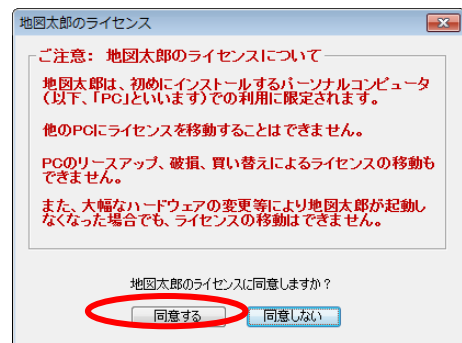 地図太郎のライセンス
ご注意： 地図太郎のライセンスについて
地図太郎は、初めにインストールするパーソナルコンピュータ
（以下、「PC」といいます）での利用に限定されます。
他のPCにライセンスを移動することはできません。
PCのリースアップ、破損、買い替えによるライセンスの移動も
できません。
また、大幅なハードウェアの変更等により地図太郎が起動し
なくなった場合でも、ライセンスの移動はできません。
地図太郎のライセンスに同意しますか？
同意する 同意しない